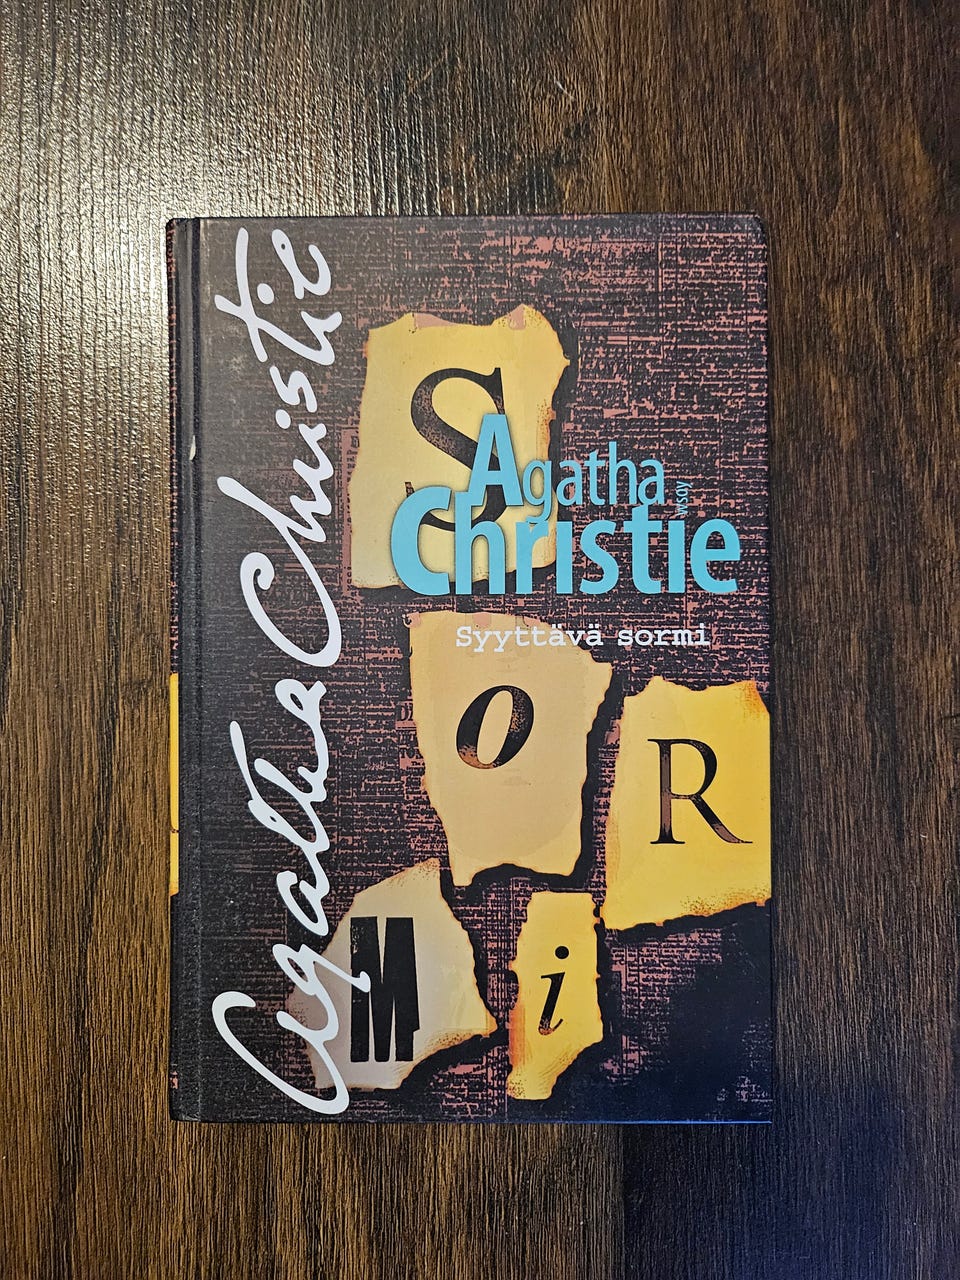 Agatha Christie
Agatha
Christie
WSOY
Syyttävä sormi
S
o
R
M
i